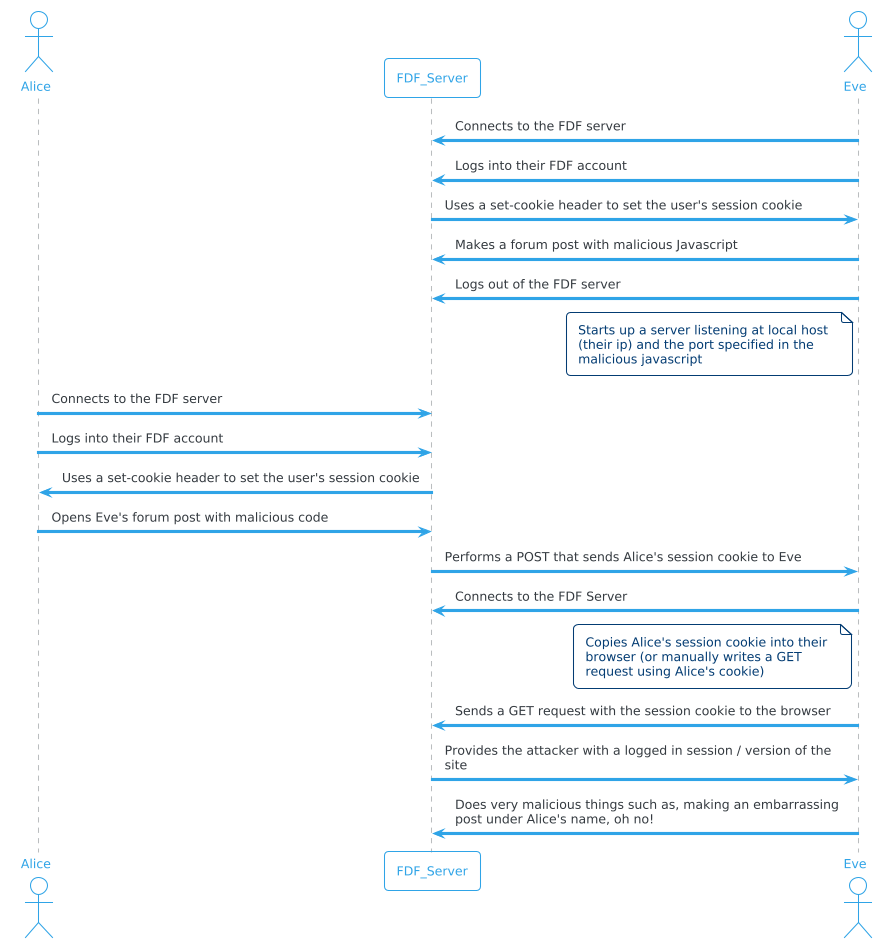 Alice
FDF_Server
Eve
Connects to the FDF server
Logs into their FDF account
Uses a set-cookie header to set the user's session cookie
Makes a forum post with malicious Javascript
Logs out of the FDF server
Starts up a server listening at local host
(their ip) and the port specified in the
malicious javascript
Connects to the FDF server
Logs into their FDF account
Uses a set-cookie header to set the user's session cookie
Opens Eve's forum post with malicious code
Performs a POST that sends Alice's session cookie to Eve
Connects to the FDF Server
Copies Alice's session cookie into their
browser (or manually writes a GET
request using Alice's cookie)
Sends a GET request with the session cookie to the browser
Provides the attacker with a logged in session / version of the
site
Does very malicious things such as, making an embarrassing
post under Alice's name, oh no!
Alice
FDF_Server
Eve